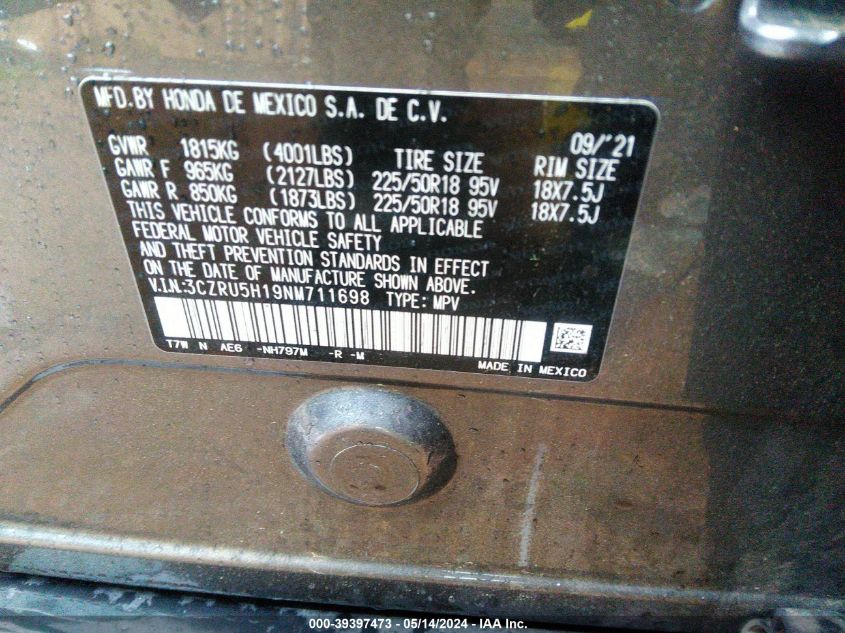 MFD.BY HONDA DE MEXICO S.A. DE C.V.
09/'21
GVWR 1815KG (4001LBS) TIRE SIZE RIM SIZE
GAWR F 965KG (2127LBS) 225/50R18 95V 18X7.5J
GAWR R 850KG (1873LBS) 225/50R18 95V 18X7.5J
THIS VEHICLE CONFORMS TO ALL APPLICABLE
FEDERAL MOTOR VEHICLE SAFETY
AND THEFT PREVENTION STANDARDS IN EFFECT
ON THE DATE OF MANUFACTURE SHOWN ABOVE.
V.I.N:3CZRU5H19NM711698 TYPE: MPV
T7W N AE6 -NH797M -R -M
MADE IN MEXICO
000-39397473 — 05/14/2024 — IAA Inc.